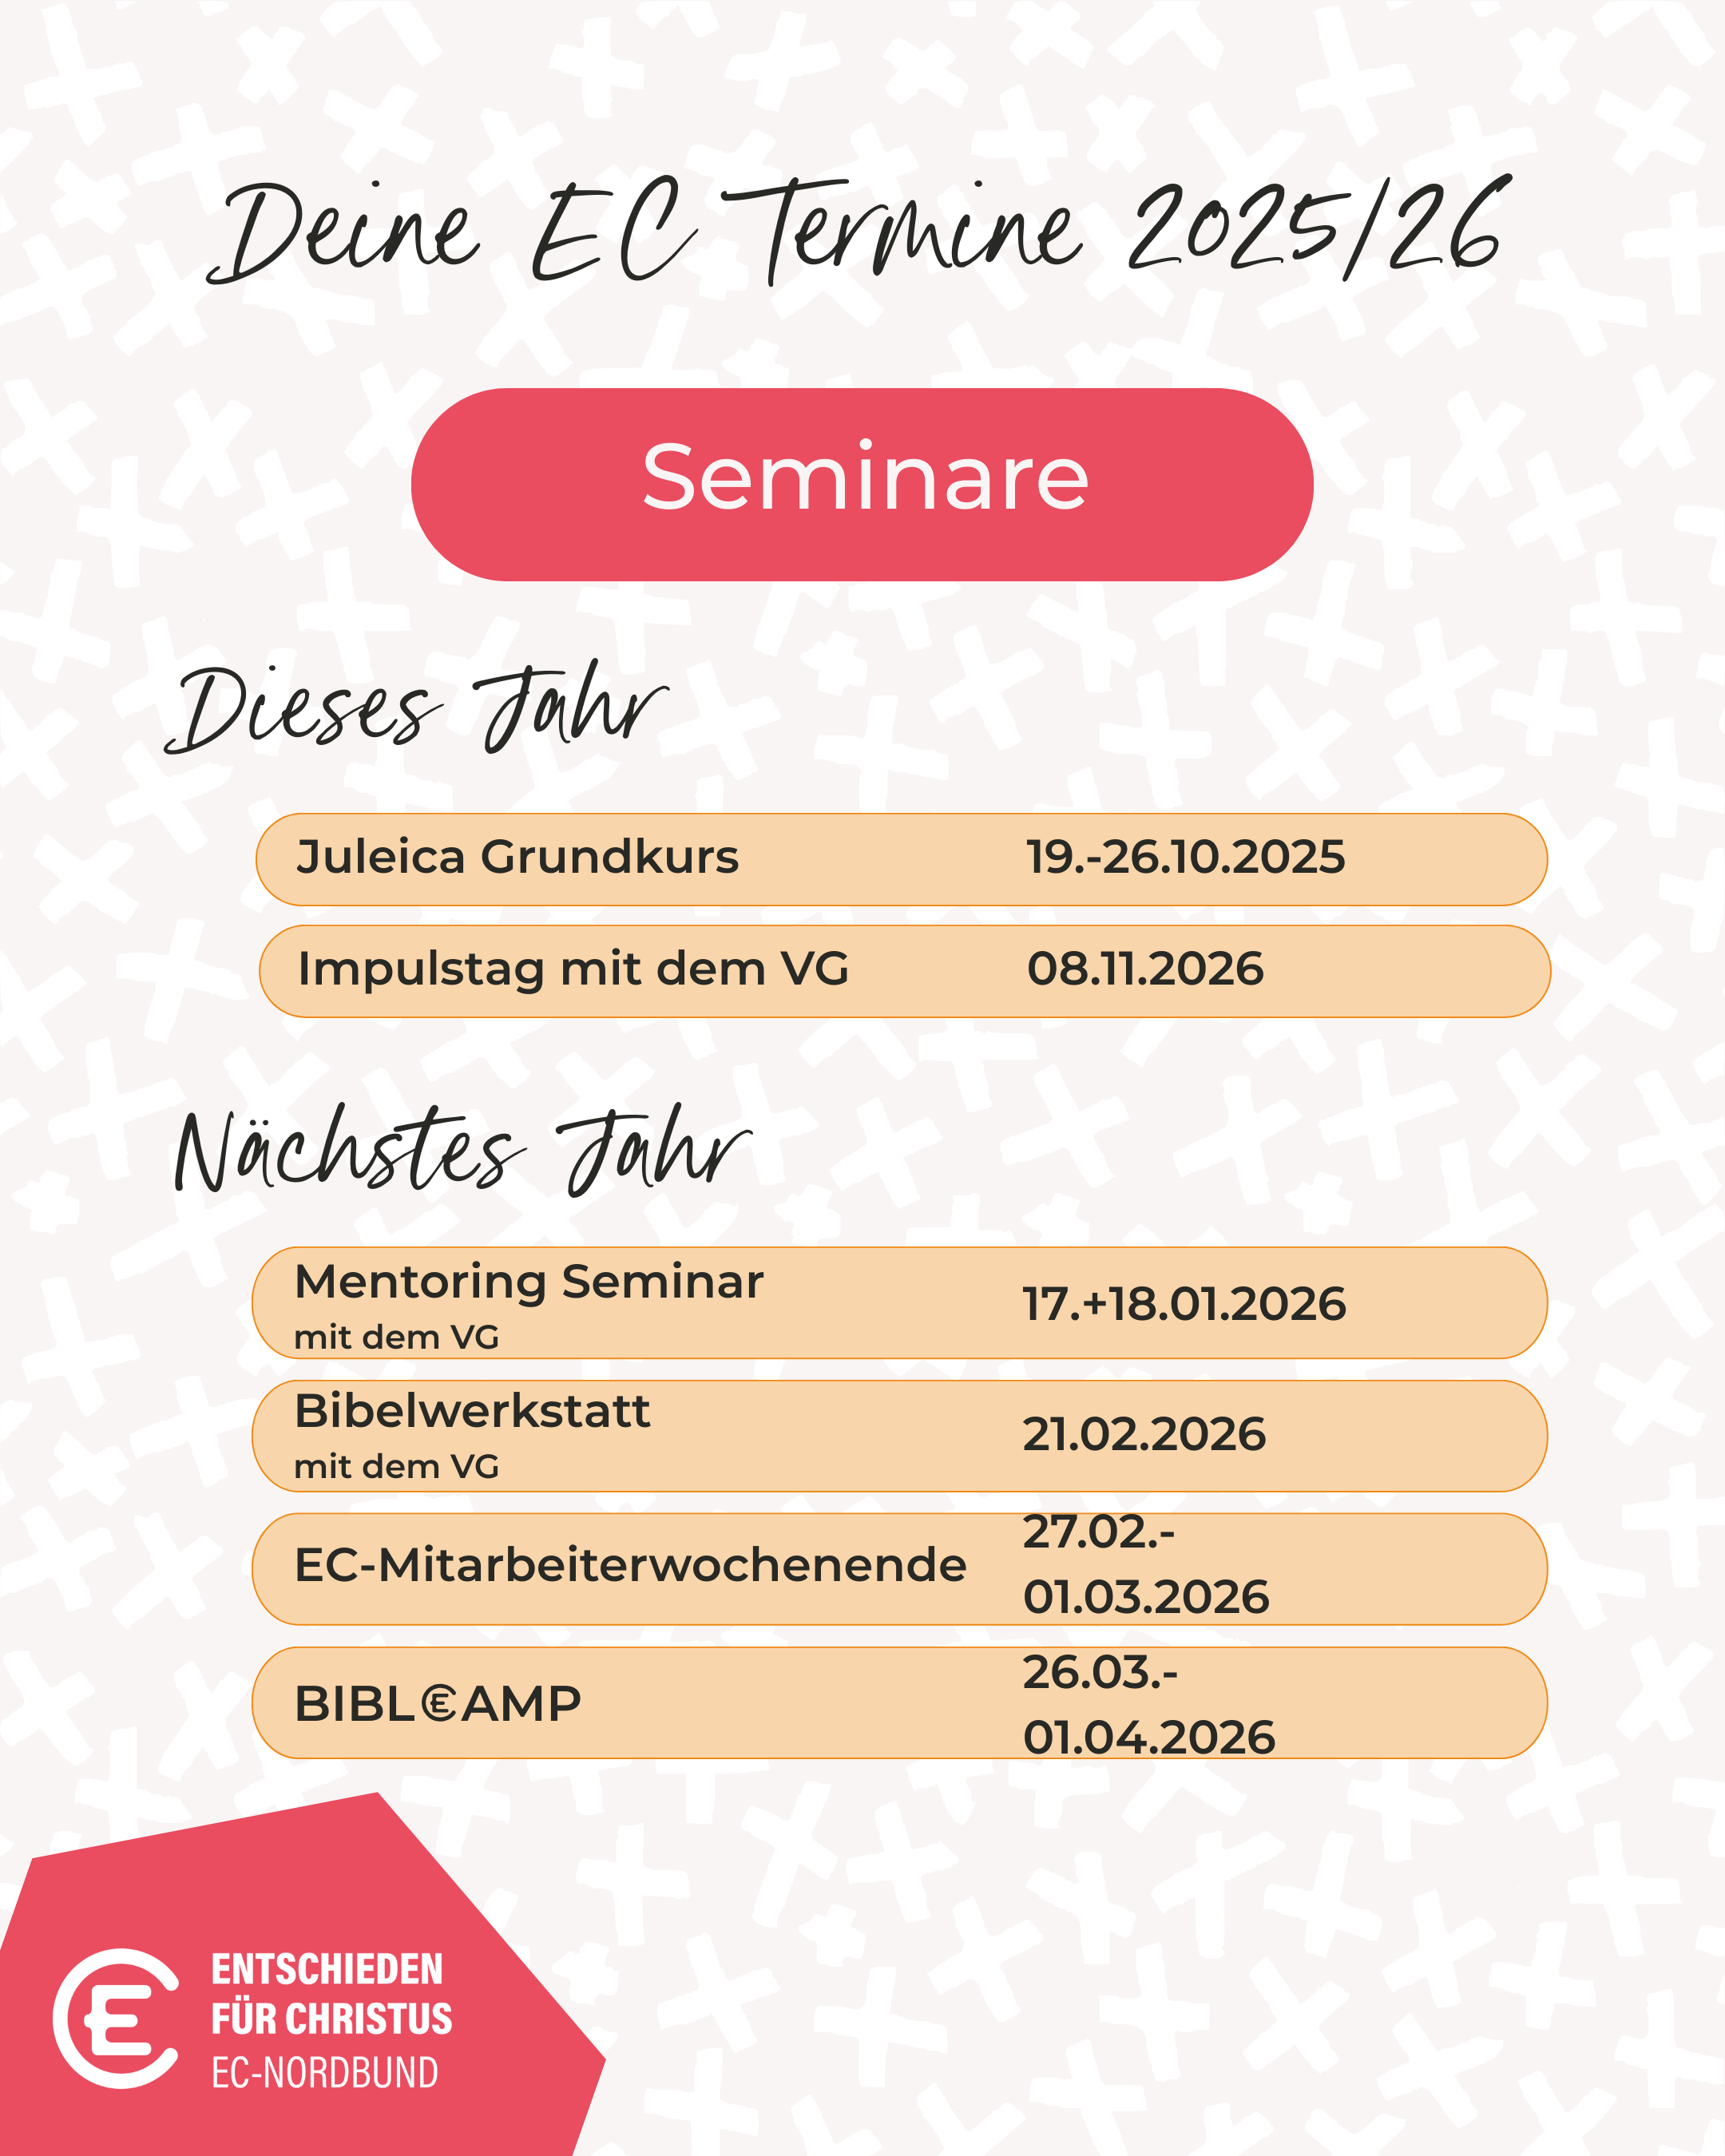 Deine EC Termine 2025/26
Seminare
Dieses Jahr
Juleica Grundkurs 19.-26.10.2025
Impulstag mit dem VG 08.11.2026
Nächstes Jahr
Mentoring Seminar
mit dem VG
17.+18.01.2026
Bibelwerkstatt
mit dem VG
21.02.2026
EC-Mitarbeiterwochenende
27.02.-
01.03.2026
BIBLECAMP
26.03.-
01.04.2026
ENTSCHIEDEN
FÜR CHRISTUS
EC-NORDBUND